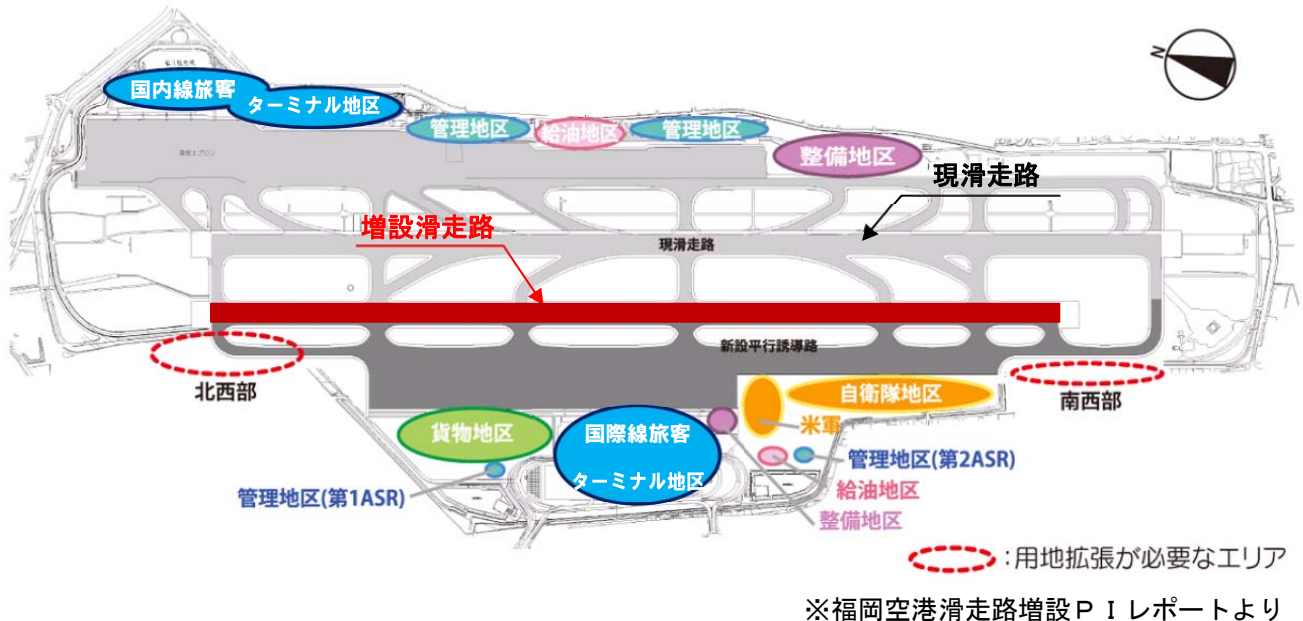 N
国内線旅客
ターミナル地区
管理地区
給油地区
管理地区
整備地区
現滑走路
増設滑走路
現滑走路
新設平行誘導路
北西部
南西部
自衛隊地区
米軍
貨物地区
国際線旅客
ターミナル地区
管理地区(第1ASR)
管理地区(第2ASR)
給油地区
整備地区
:用地拡張が必要なエリア
※福岡空港滑走路増設ＰＩレポートより